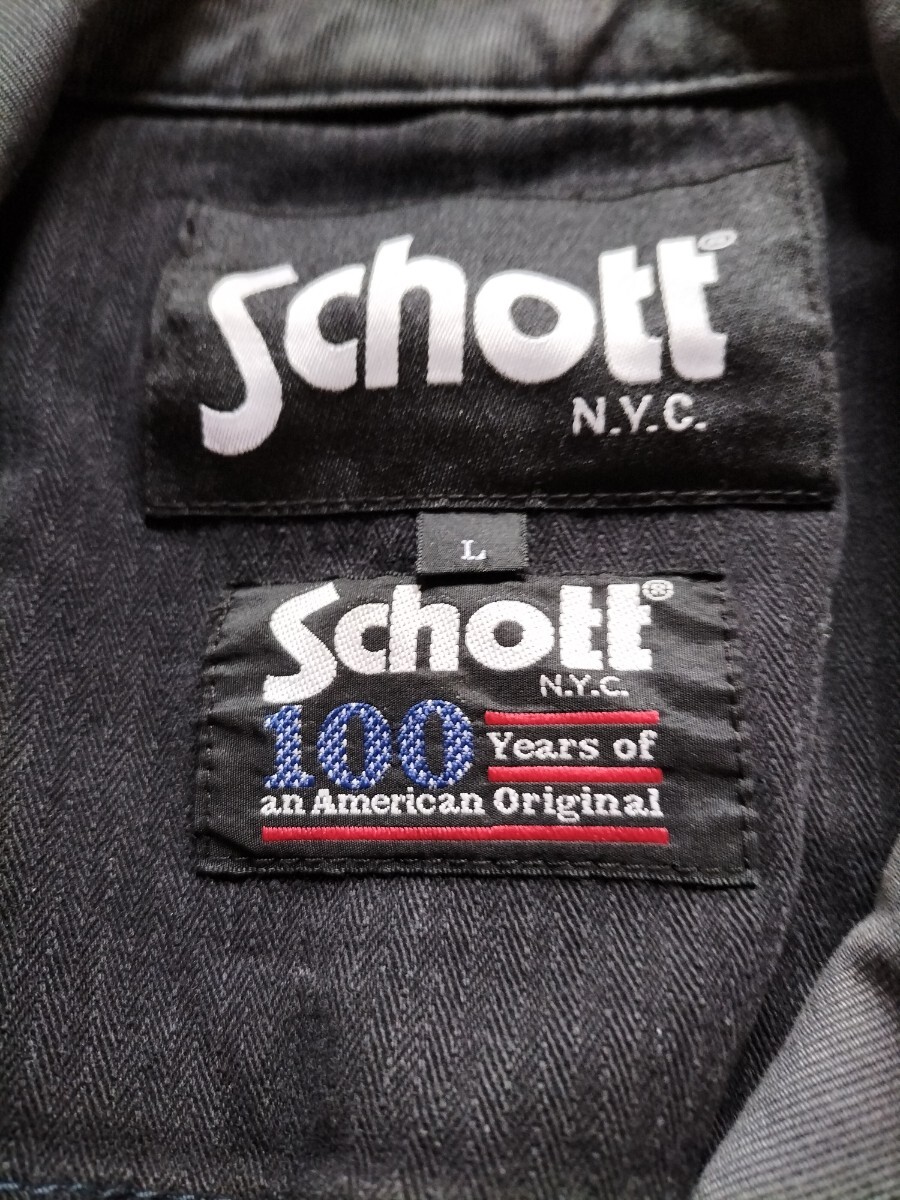 Schott®
N.Y.C.
L
Schott®
N.Y.C.
100 Years of
an American Original